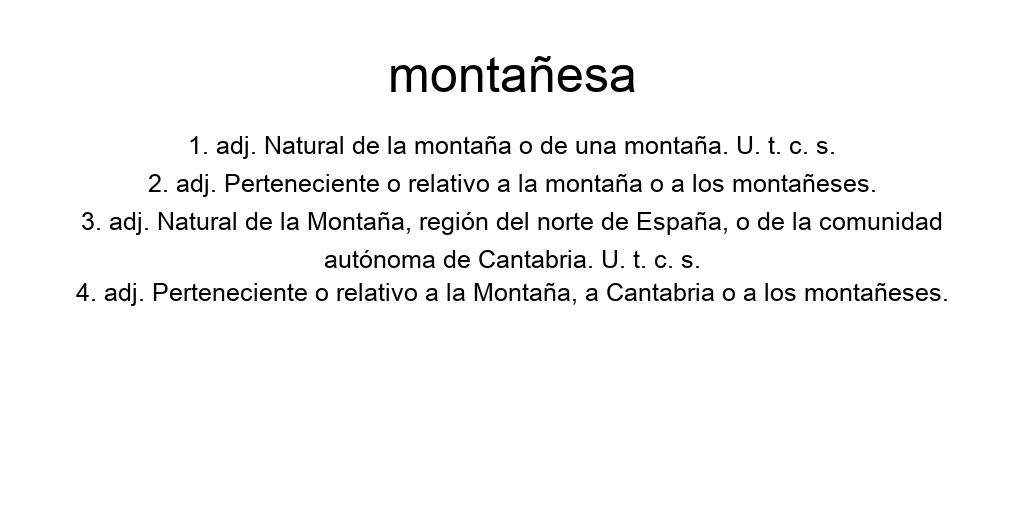 montañesa
1. adj. Natural de la montaña o de una montaña. U. t. c. s.
2. adj. Perteneciente o relativo a la montaña o a los montañeses.
3. adj. Natural de la Montaña, región del norte de España, o de la comunidad
autónoma de Cantabria. U. t. c. s.
4. adj. Perteneciente o relativo a la Montaña, a Cantabria o a los montañeses.